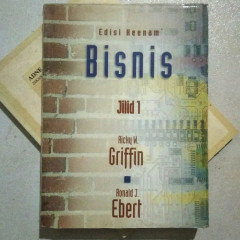 Edisi Keenam
Bisnis
Jilid 1
Ricky W.
Griffin
Ronald J.
Ebert